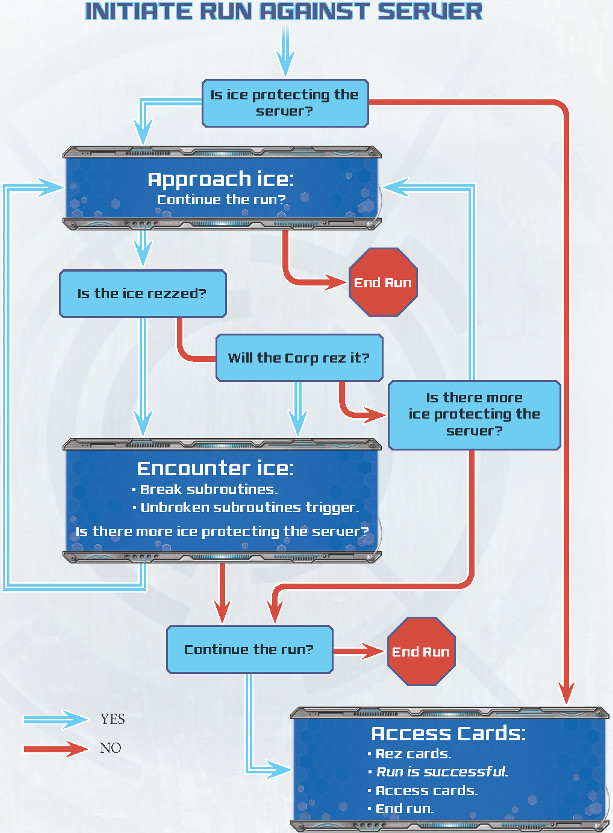 INITIATE RUN AGAINST SERVER
Is ice protecting the
server?
Approach ice:
Continue the run?
End Run
Is the ice rezzed?
Will the Corp rez it?
Is there more
ice protecting the
server?
Encounter ice:
• Break subroutines.
• Unbroken subroutines trigger.
Is there more ice protecting the server?
Continue the run?
End Run
YES
NO
Access Cards:
• Rez cards.
• Run is successful.
• Access cards.
• End run.